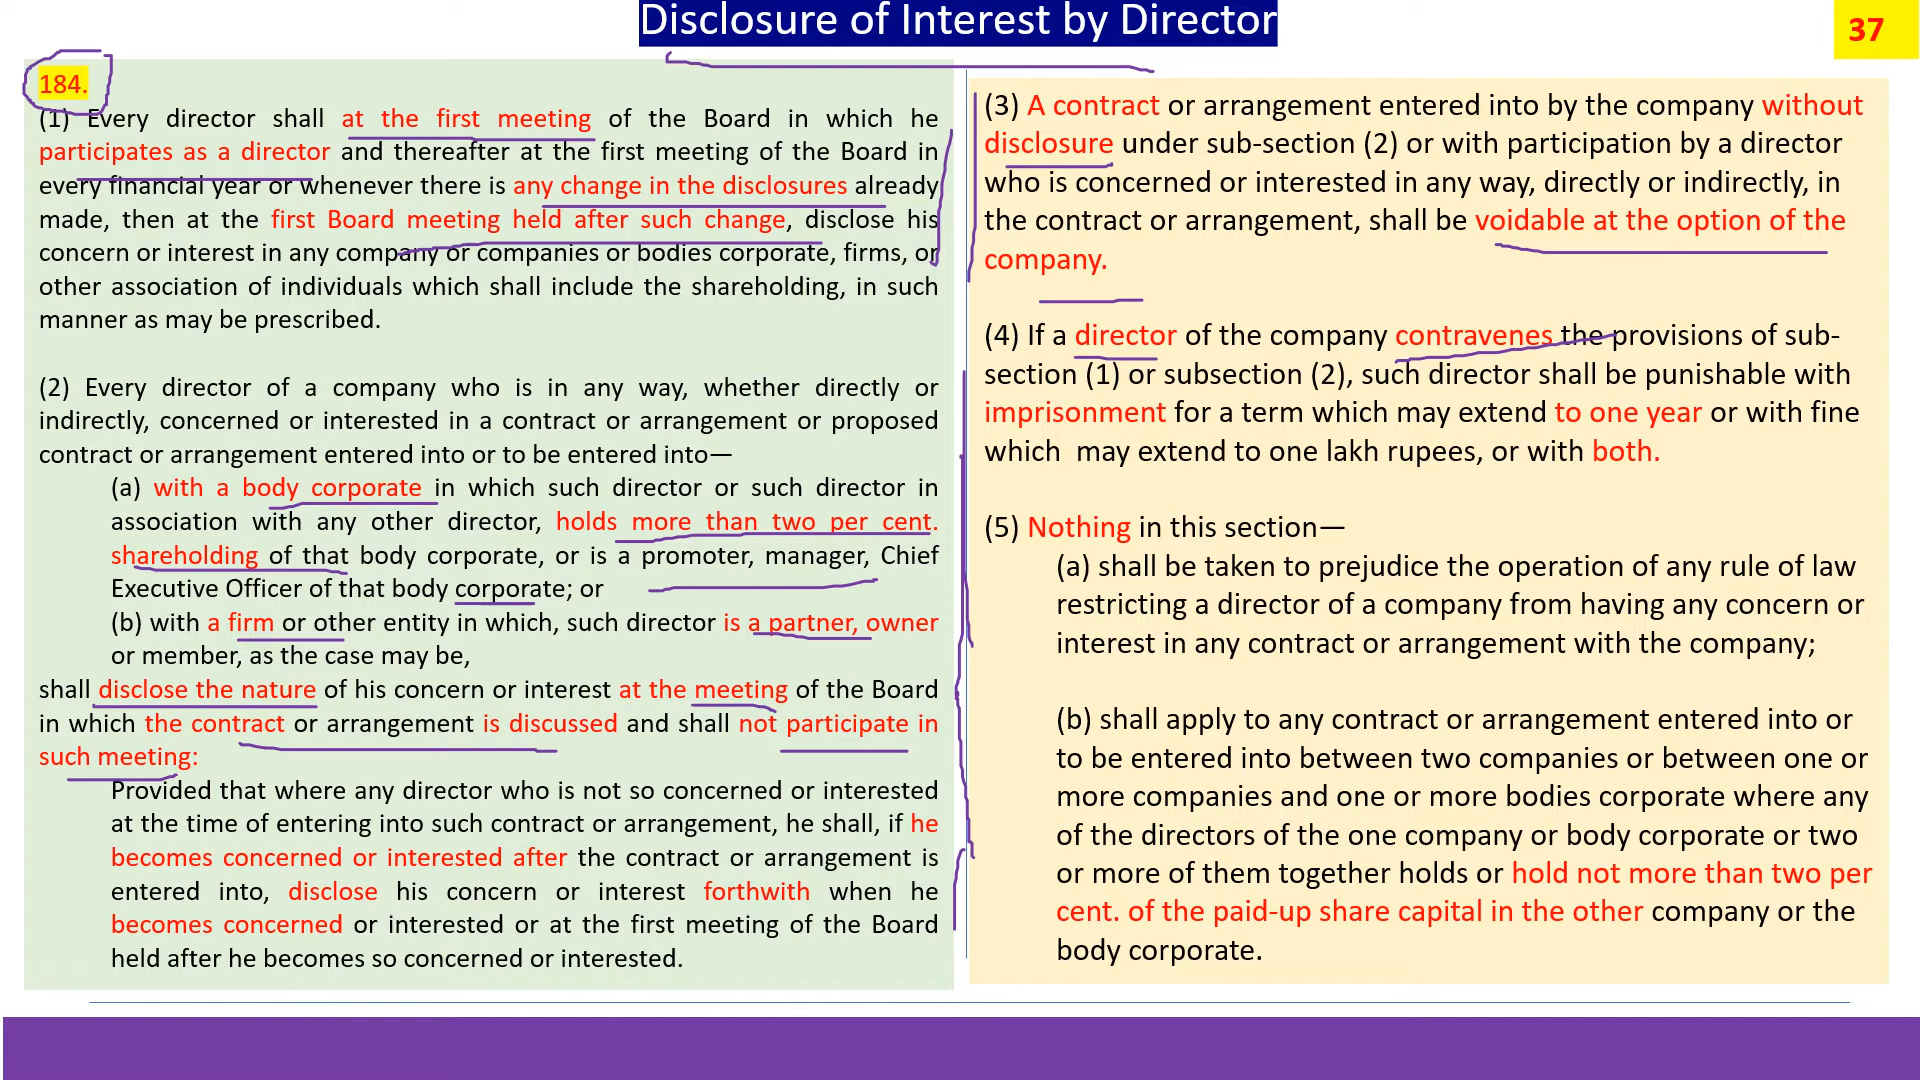 Disclosure of Interest by Director
37
184.
(1) Every director shall at the first meeting of the Board in which he
participates as a director and thereafter at the first meeting of the Board in
every financial year or whenever there is any change in the disclosures already
made, then at the first Board meeting held after such change, disclose his
concern or interest in any company or companies or bodies corporate, firms, or
other association of individuals which shall include the shareholding, in such
manner as may be prescribed.
(2) Every director of a company who is in any way, whether directly or
indirectly, concerned or interested in a contract or arrangement or proposed
contract or arrangement entered into or to be entered into—
(a) with a body corporate in which such director or such director in
association with any other director, holds more than two per cent.
shareholding of that body corporate, or is a promoter, manager, Chief
Executive Officer of that body corporate; or
(b) with a firm or other entity in which, such director is a partner, owner
or member, as the case may be,
shall disclose the nature of his concern or interest at the meeting of the Board
in which the contract or arrangement is discussed and shall not participate in
such meeting:
Provided that where any director who is not so concerned or interested
at the time of entering into such contract or arrangement, he shall, if he
becomes concerned or interested after the contract or arrangement is
entered into, disclose his concern or interest forthwith when he
becomes concerned or interested or at the first meeting of the Board
held after he becomes so concerned or interested.
(3) A contract or arrangement entered into by the company without
disclosure under sub-section (2) or with participation by a director
who is concerned or interested in any way, directly or indirectly, in
the contract or arrangement, shall be voidable at the option of the
company.
(4) If a director of the company contravenes the provisions of sub-
section (1) or subsection (2), such director shall be punishable with
imprisonment for a term which may extend to one year or with fine
which may extend to one lakh rupees, or with both.
(5) Nothing in this section—
(a) shall be taken to prejudice the operation of any rule of law
restricting a director of a company from having any concern or
interest in any contract or arrangement with the company;
(b) shall apply to any contract or arrangement entered into or
to be entered into between two companies or between one or
more companies and one or more bodies corporate where any
of the directors of the one company or body corporate or two
or more of them together holds or hold not more than two per
cent. of the paid-up share capital in the other company or the
body corporate.